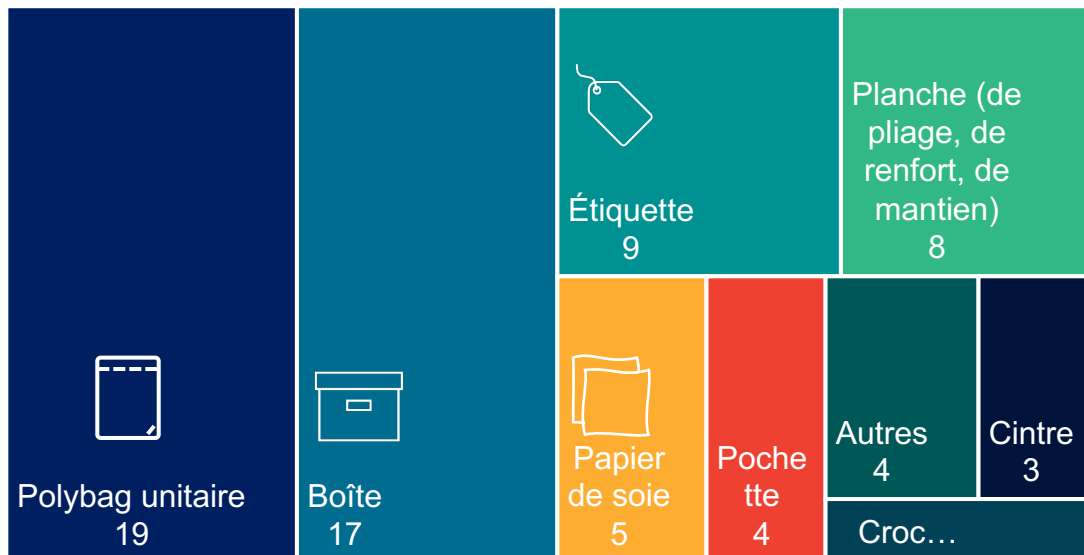 Polybag unitaire
19
Boîte
17
Étiquette
9
Planche (de
pliage, de
renfort, de
mantien)
8
Papier
de soie
5
Poche
tte
4
Autres
4
Cintre
3
Croc…